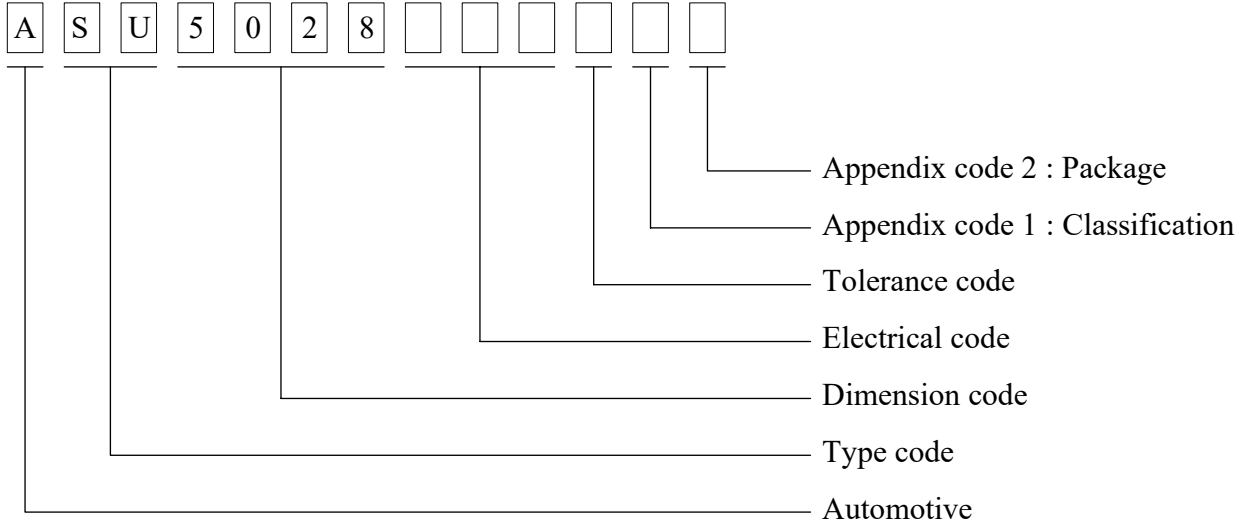 A S U 5 0 2 8
Appendix code 2 : Package
Appendix code 1 : Classification
Tolerance code
Electrical code
Dimension code
Type code
Automotive